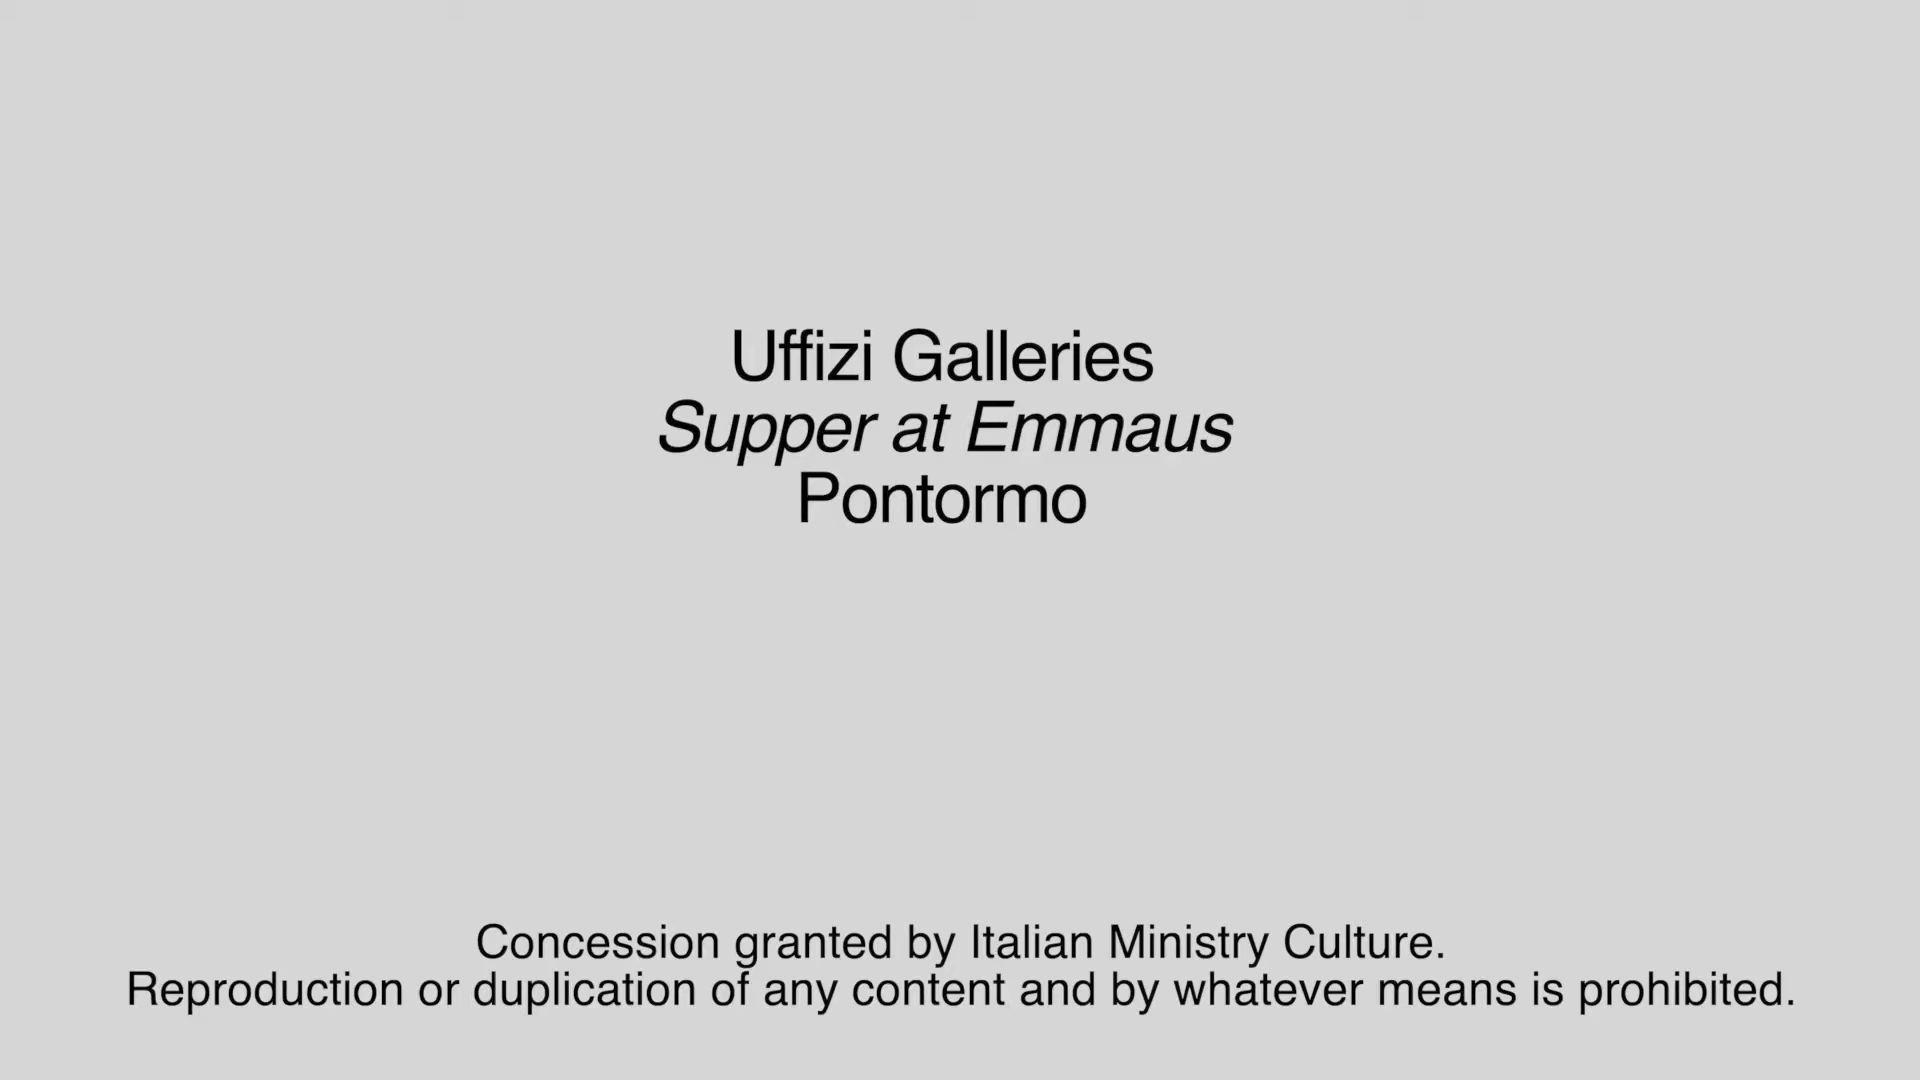 Uffizi Galleries
Supper at Emmaus
Pontormo
Concession granted by Italian Ministry Culture.
Reproduction or duplication of any content and by whatever means is prohibited.